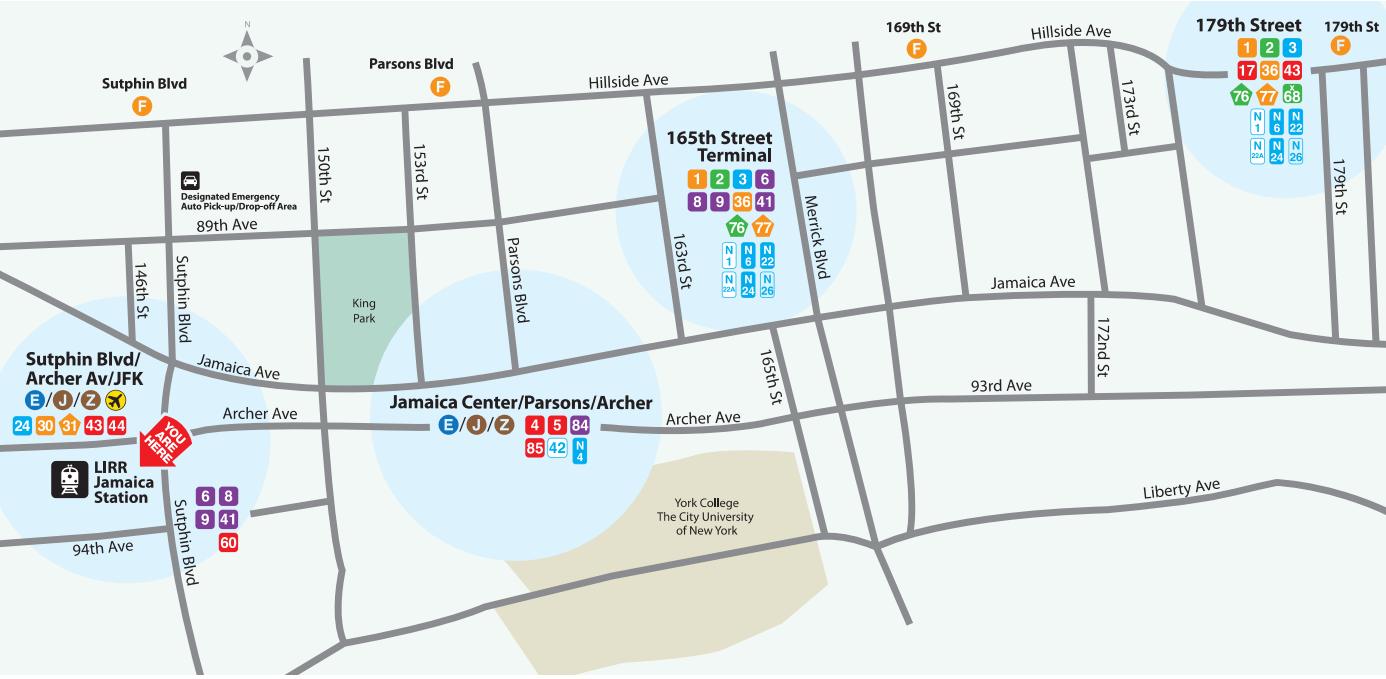 N
Sutphin Blvd
F
Parsons Blvd
F
Hillside Ave
169th St
F
Hillside Ave
179th Street
1 2 3
17 36 43
76 77 X68
N1 N6 N22
N22A N24 N26
179th St
F
150th St
153rd St
169th St
173rd St
179th St
Designated Emergency
Auto Pick-up/Drop-off Area
89th Ave
165th Street
Terminal
1 2 3 6
8 9 36 41
76 77
N1 N6 N22
N22A N24 N26
146th St
Sutphin Blvd
King
Park
Parsons Blvd
163rd St
Merrick Blvd
Jamaica Ave
172nd St
Sutphin Blvd/
Archer Av/JFK
E/J/Z
24 30 31 43 44
Jamaica Ave
Archer Ave
YOU
ARE
HERE
Jamaica Center/Parsons/Archer
E/J/Z
4 5 84
85 42 N4
Archer Ave
165th St
93rd Ave
LIRR
Jamaica
Station
6 8
9 41
60
94th Ave
Sutphin Blvd
York College
The City University
of New York
Liberty Ave